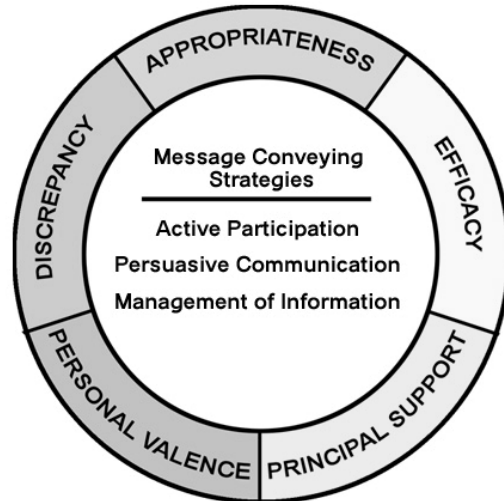 APPROPRIATENESS
EFFICACY
PRINCIPAL SUPPORT
PERSONAL VALENCE
DISCREPANCY
Message Conveying
Strategies
Active Participation
Persuasive Communication
Management of Information